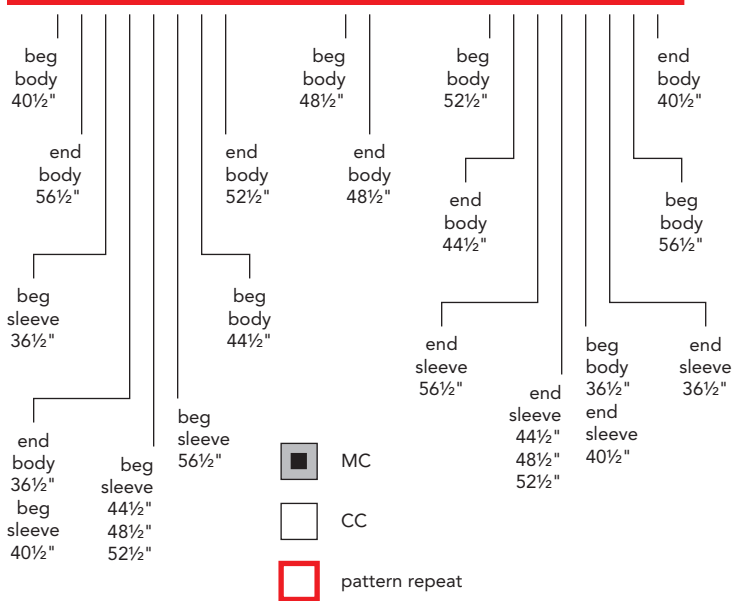 beg
body
40½"
end
body
56½"
beg
sleeve
36½"
end
body
36½"
beg
sleeve
40½"
beg
sleeve
44½"
48½"
52½"
beg
sleeve
56½"
beg
body
44½"
end
body
52½"
beg
body
48½"
end
body
48½"
beg
body
52½"
end
body
44½"
end
sleeve
56½"
end
sleeve
44½"
48½"
52½"
beg
body
36½"
end
sleeve
40½"
end
sleeve
36½"
beg
body
56½"
end
body
40½"
MC
CC
pattern repeat